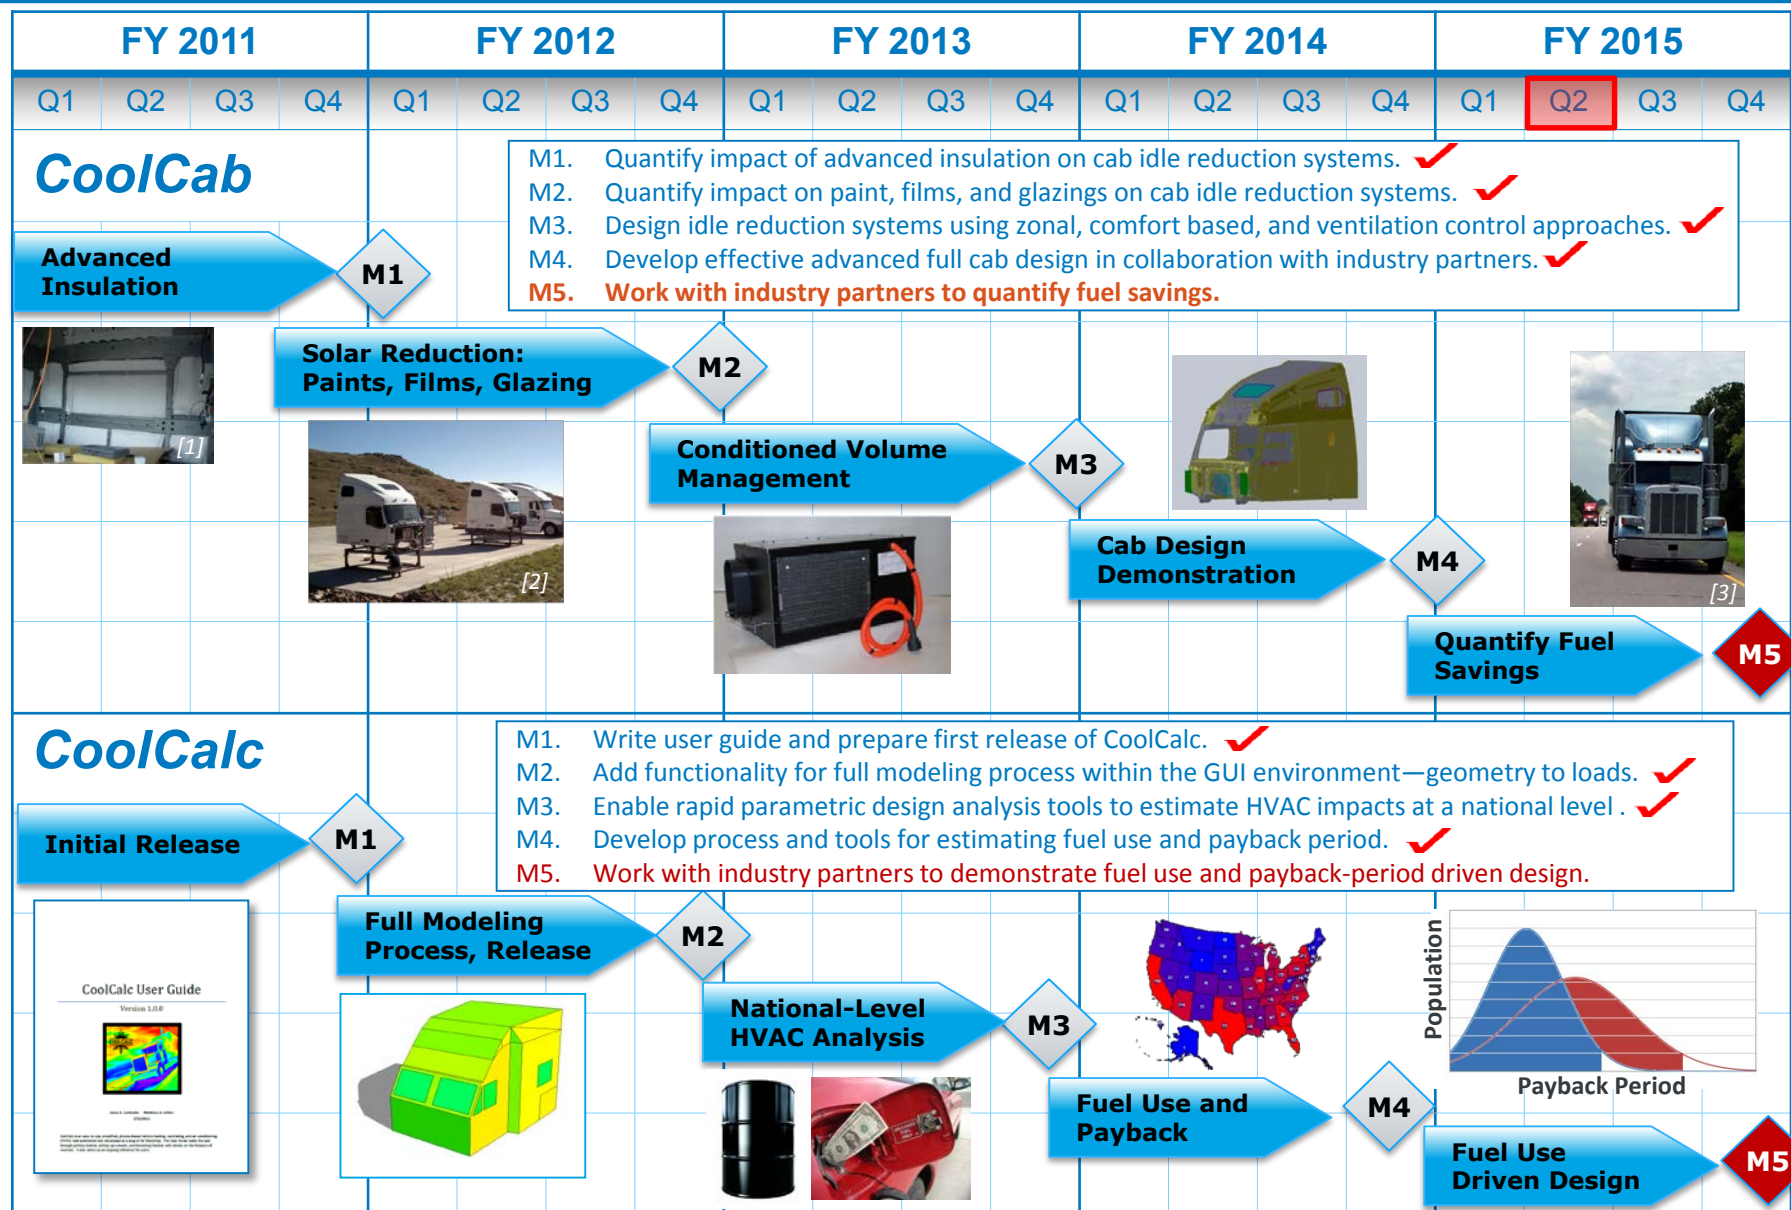 FY 2011 FY 2012 FY 2013 FY 2014 FY 2015
Q1 Q2 Q3 Q4 Q1 Q2 Q3 Q4 Q1 Q2 Q3 Q4 Q1 Q2 Q3 Q4 Q1 Q2 Q3 Q4
CoolCab
M1. Quantify impact of advanced insulation on cab idle reduction systems.
M2. Quantify impact on paint, films, and glazings on cab idle reduction systems.
M3. Design idle reduction systems using zonal, comfort based, and ventilation control approaches.
M4. Develop effective advanced full cab design in collaboration with industry partners.
M5. Work with industry partners to quantify fuel savings.
Advanced
Insulation
M1
[1]
Solar Reduction:
Paints, Films, Glazing
M2
[2]
Conditioned Volume
Management
M3
Cab Design
Demonstration
M4
[3]
Quantify Fuel
Savings
M5
CoolCalc
M1. Write user guide and prepare first release of CoolCalc.
M2. Add functionality for full modeling process within the GUI environment—geometry to loads.
M3. Enable rapid parametric design analysis tools to estimate HVAC impacts at a national level .
M4. Develop process and tools for estimating fuel use and payback period.
M5. Work with industry partners to demonstrate fuel use and payback-period driven design.
Initial Release
M1
CoolCalc User Guide
Version 1.0.0
Full Modeling
Process, Release
M2
National-Level
HVAC Analysis
M3
Fuel Use and
Payback
M4
Population
Payback Period
Fuel Use
Driven Design
M5